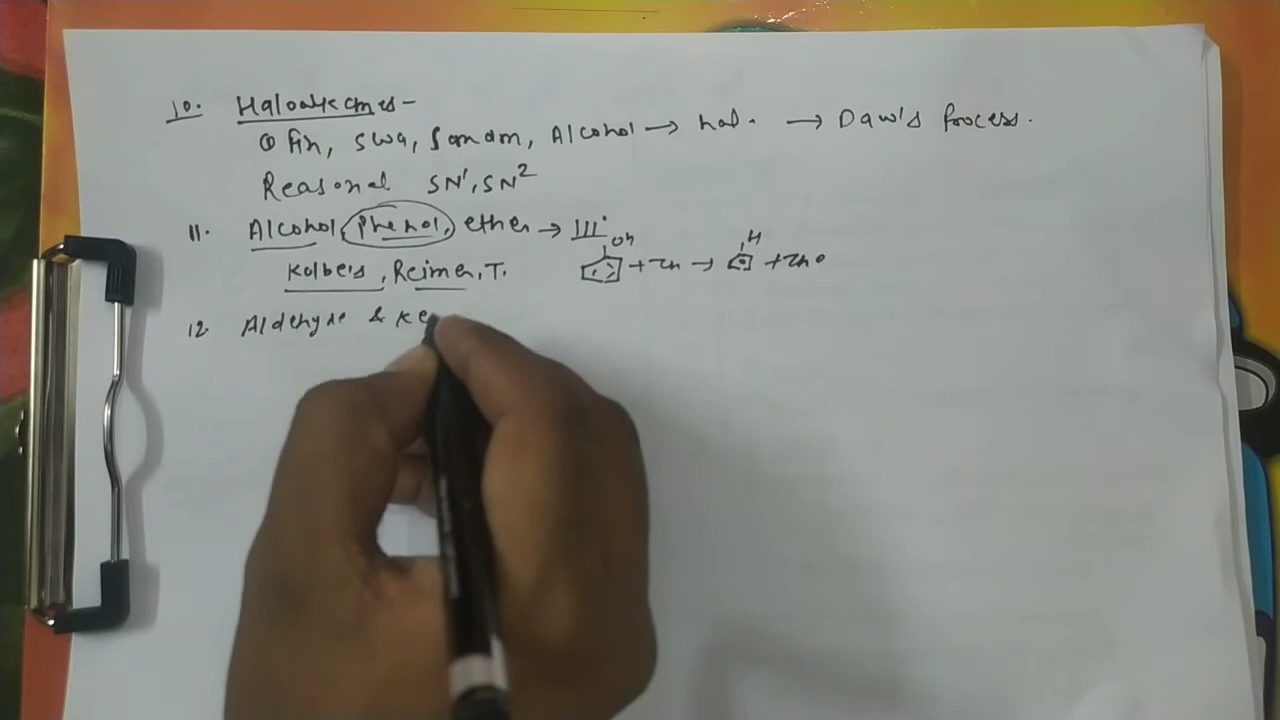 10. Haloalkanes -
① Fin, Swa, Sandm, Alcohol → hal. → Daw's Process.
Reasonal SN¹, SN²
11. Alcohol, Phenol, ether →
Kolbe's, Reimer, T. OH + Zn → H + ZnO
12. Aldehyde & Ke